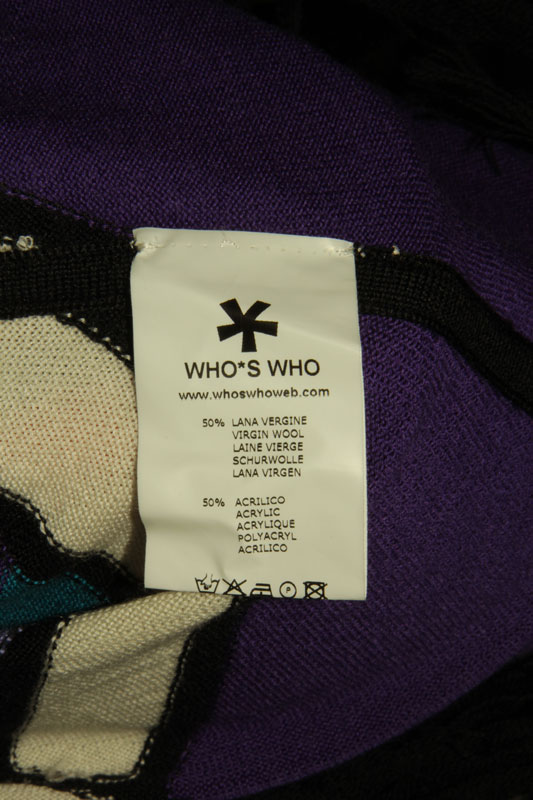 WHO*S WHO
www.whoswhoweb.com
50% LANA VERGINE
VIRGIN WOOL
LAINE VIERGE
SCHURWOLLE
LANA VIRGEN
50% ACRILICO
ACRYLIC
ACRYLIQUE
POLYACRYL
ACRILICO
P